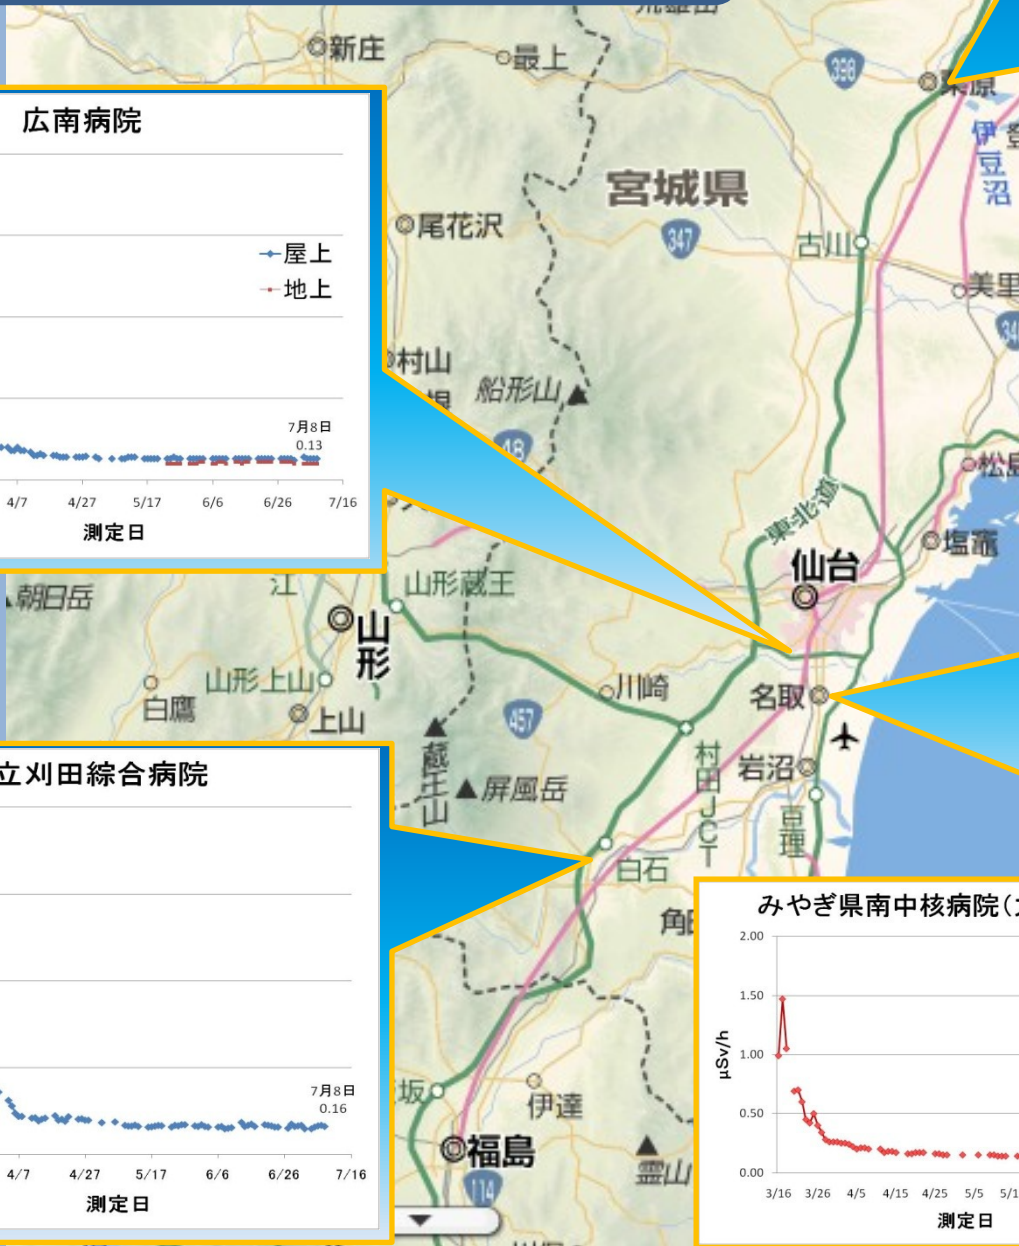 新庄
最上
398
栗原
広南病院
宮城県
伊豆沼
尾花沢
347
古川
屋上
地上
美里
村山
船形山
48
7月8日
0.13
松島
4/7 4/27 5/17 6/6 6/26 7/16
測定日
東北道
塩竈
仙台
朝日岳
江
山形蔵王
山形
山形上山
白鷹
上山
川崎
名取
457
蔵王山
屏風岳
村田JCT
岩沼
亘理
立刈田綜合病院
白石
みやぎ県南中核病院(
2.00
1.50
1.00
0.50
0.00
μSv/h
3/16 3/26 4/5 4/15 4/25 5/5
測定日
7月8日
0.16
4/7 4/27 5/17 6/6 6/26 7/16
測定日
坂
伊達
福島
霊山
114